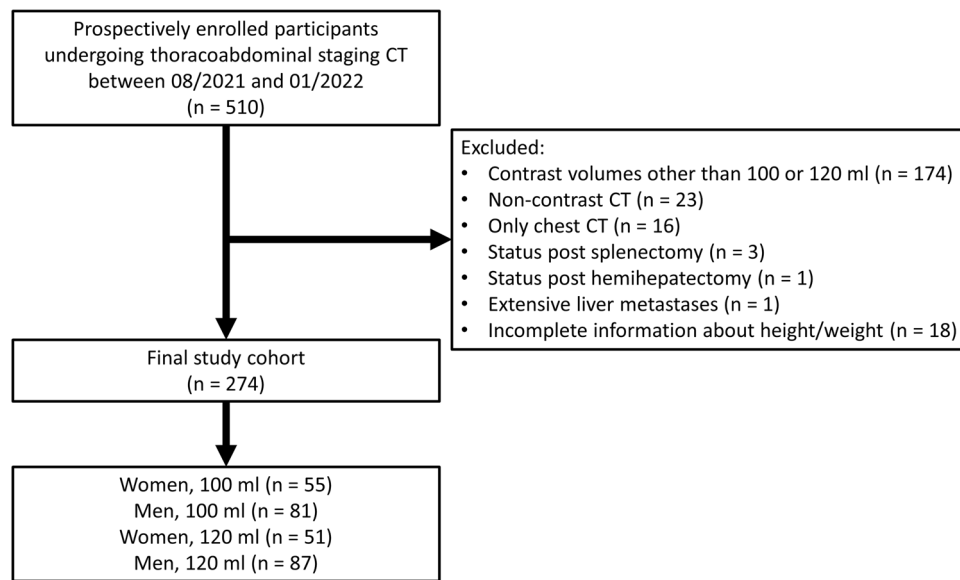 Prospectively enrolled participants
undergoing thoracoabdominal staging CT
between 08/2021 and 01/2022
(n = 510)
Excluded:
• Contrast volumes other than 100 or 120 ml (n = 174)
• Non-contrast CT (n = 23)
• Only chest CT (n = 16)
• Status post splenectomy (n = 3)
• Status post hemihepatectomy (n = 1)
• Extensive liver metastases (n = 1)
• Incomplete information about height/weight (n = 18)
Final study cohort
(n = 274)
Women, 100 ml (n = 55)
Men, 100 ml (n = 81)
Women, 120 ml (n = 51)
Men, 120 ml (n = 87)